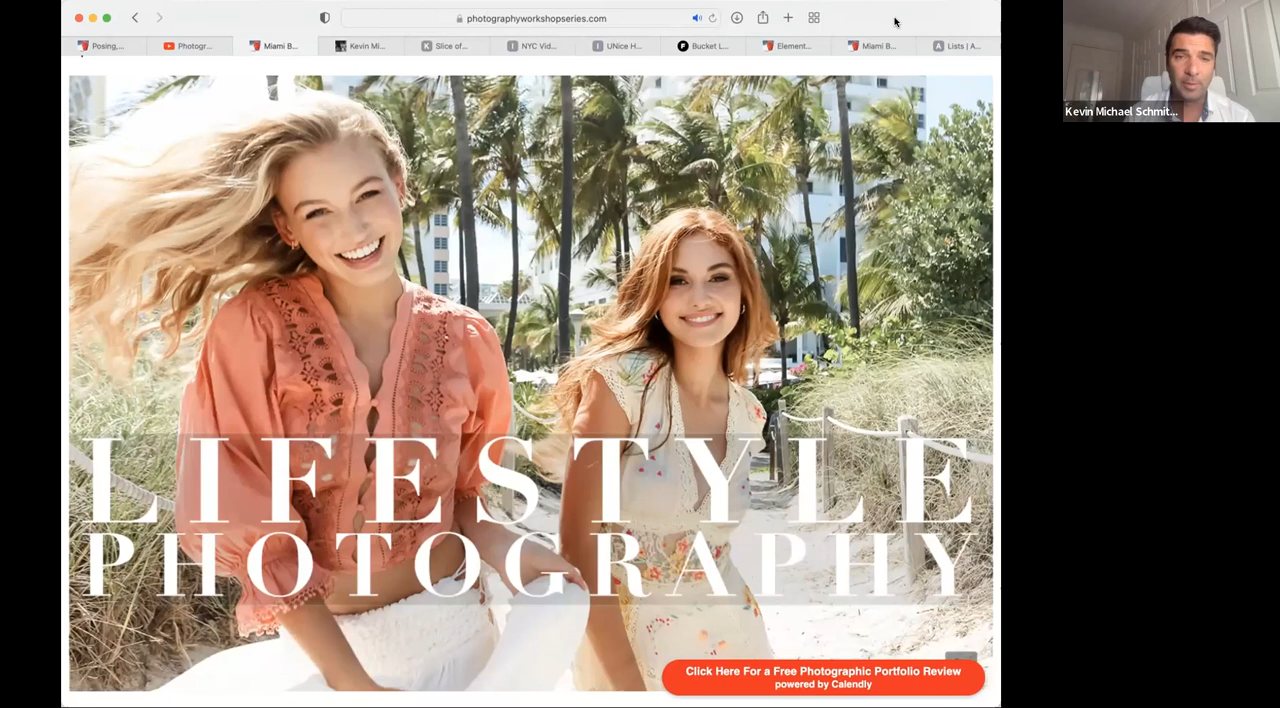 photographyworkshopseries.com
Posing,...
Photogr...
Miami B...
Kevin Mi...
Slice of...
NYC Vid...
UNice H...
Bucket L...
Element...
Miami B...
Lists | A...
Kevin Michael Schmit...
LIFESTYLE
PHOTOGRAPHY
Click Here For a Free Photographic Portfolio Review
powered by Calendly